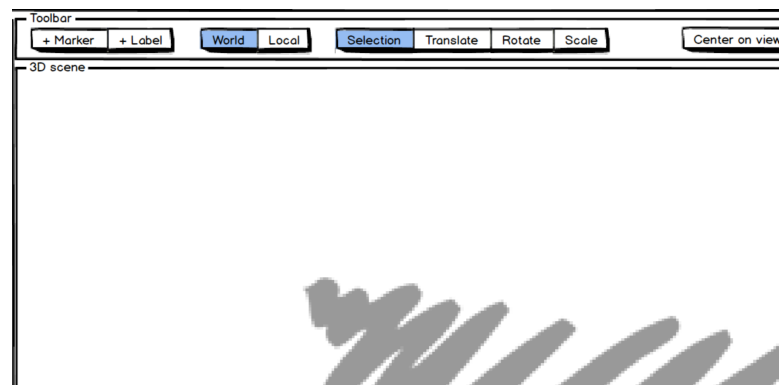 Toolbar
+ Marker + Label World Local Selection Translate Rotate Scale Center on view
3D scene